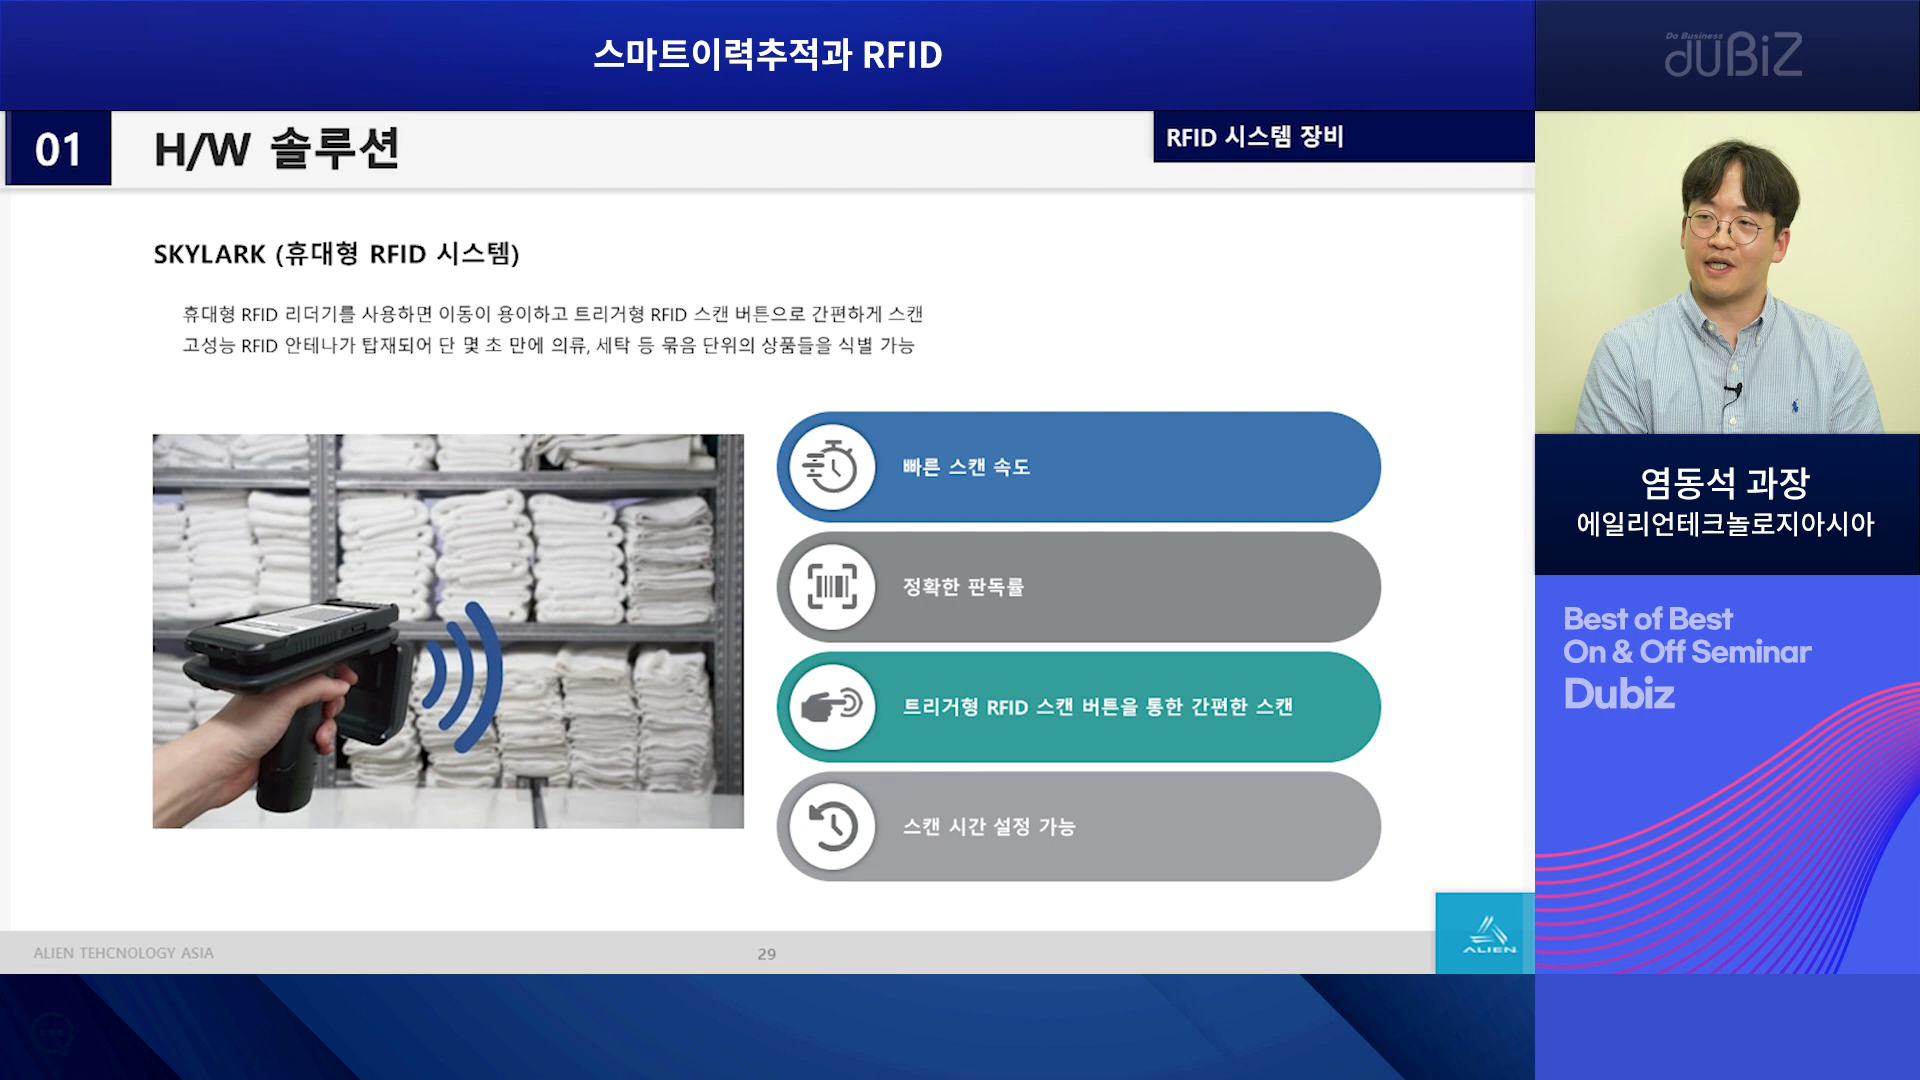 스마트이력추적과 RFID
Do Business
duBiZ
01
H/W 솔루션
RFID 시스템 장비
SKYLARK (휴대형 RFID 시스템)
휴대형 RFID 리더기를 사용하면 이동이 용이하고 트리거형 RFID 스캔 버튼으로 간편하게 스캔
고성능 RFID 안테나가 탑재되어 단 몇 초 만에 의류, 세탁 등 묶음 단위의 상품들을 식별 가능
빠른 스캔 속도
정확한 판독률
트리거형 RFID 스캔 버튼을 통한 간편한 스캔
스캔 시간 설정 가능
염동석 과장
에일리언테크놀로지아시아
Best of Best
On & Off Seminar
Dubiz
ALIEN TEHCNOLOGY ASIA
29
ALIEN